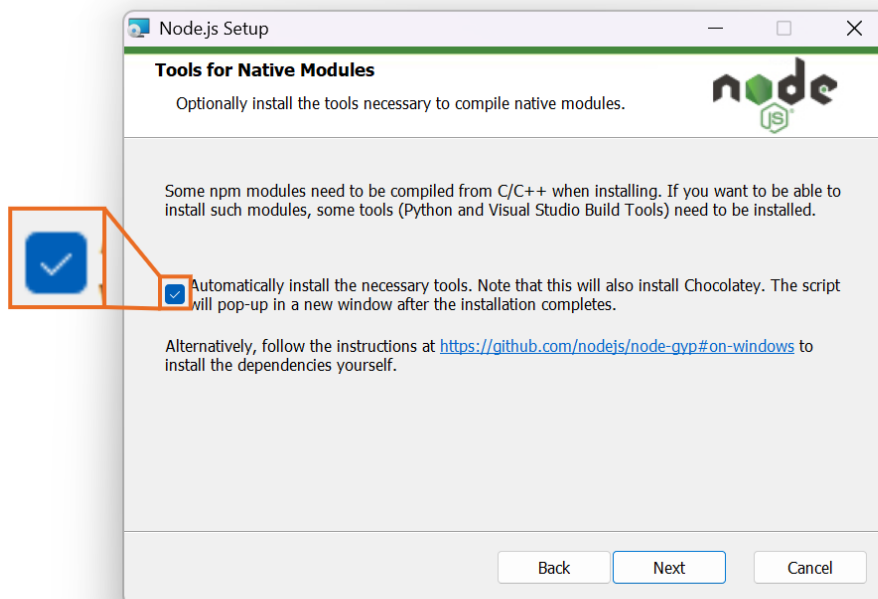 Node.js Setup
Tools for Native Modules
Optionally install the tools necessary to compile native modules.
node
JS
Some npm modules need to be compiled from C/C++ when installing. If you want to be able to
install such modules, some tools (Python and Visual Studio Build Tools) need to be installed.
Automatically install the necessary tools. Note that this will also install Chocolatey. The script
will pop-up in a new window after the installation completes.
Alternatively, follow the instructions at https://github.com/nodejs/node-gyp#on-windows to
install the dependencies yourself.
Back
Next
Cancel